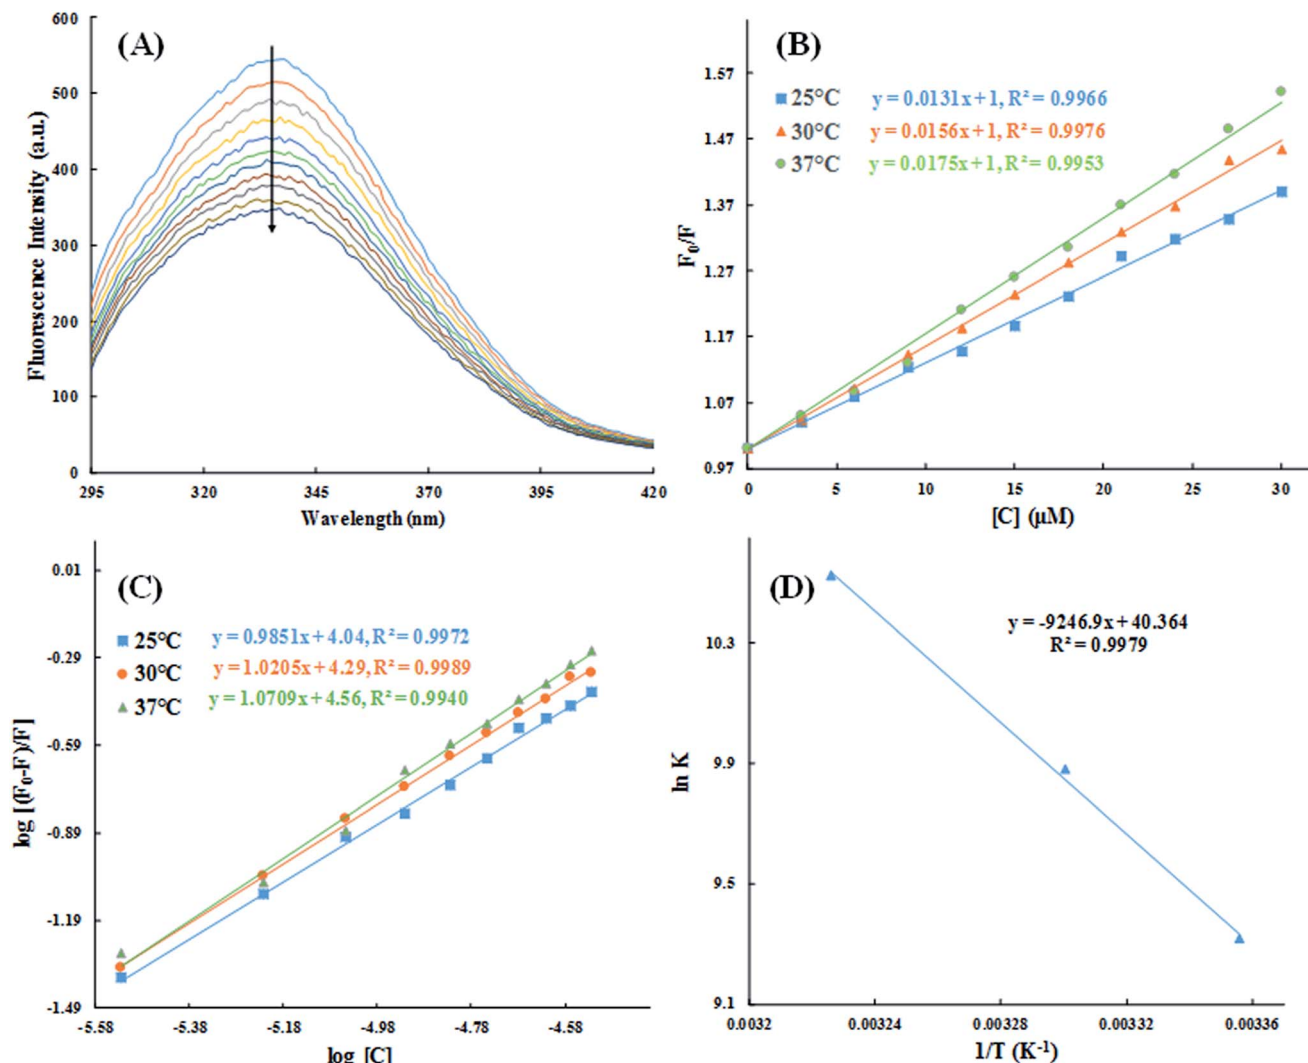 (A)
600
500
400
300
200
100
0
Fluorescence Intensity (a.u.)
295 320 345 370 395 420
Wavelength (nm)
(B)
25°C y = 0.0131x + 1, R² = 0.9966
30°C y = 0.0156x + 1, R² = 0.9976
37°C y = 0.0175x + 1, R² = 0.9953
1.57
1.47
1.37
1.27
1.17
1.07
0.97
F₀/F
0 5 10 15 20 25 30
[C] (µM)
(C)
25°C y = 0.9851x + 4.04, R² = 0.9972
30°C y = 1.0205x + 4.29, R² = 0.9989
37°C y = 1.0709x + 4.56, R² = 0.9940
0.01
-0.29
-0.59
-0.89
-1.19
-1.49
log [(F₀-F)/F]
-5.58 -5.38 -5.18 -4.98 -4.78 -4.58
log [C]
(D)
y = -9246.9x + 40.364
R² = 0.9979
10.3
9.9
9.5
9.1
ln K
0.0032 0.00324 0.00328 0.00332 0.00336
1/T (K⁻¹)